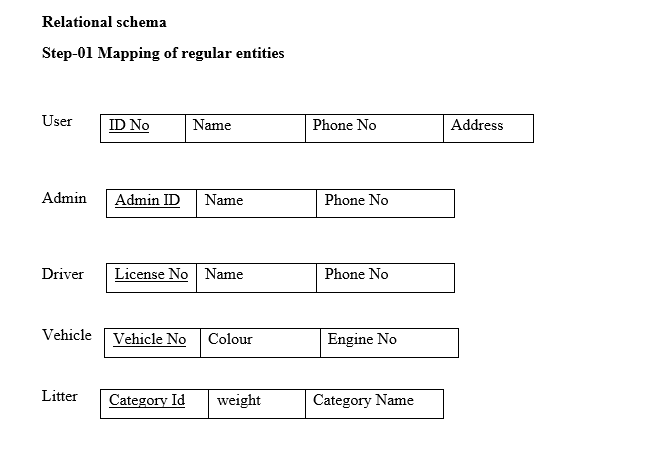 Relational schema
Step-01 Mapping of regular entities
User ID No Name Phone No Address
Admin Admin ID Name Phone No
Driver License No Name Phone No
Vehicle Vehicle No Colour Engine No
Litter Category Id weight Category Name